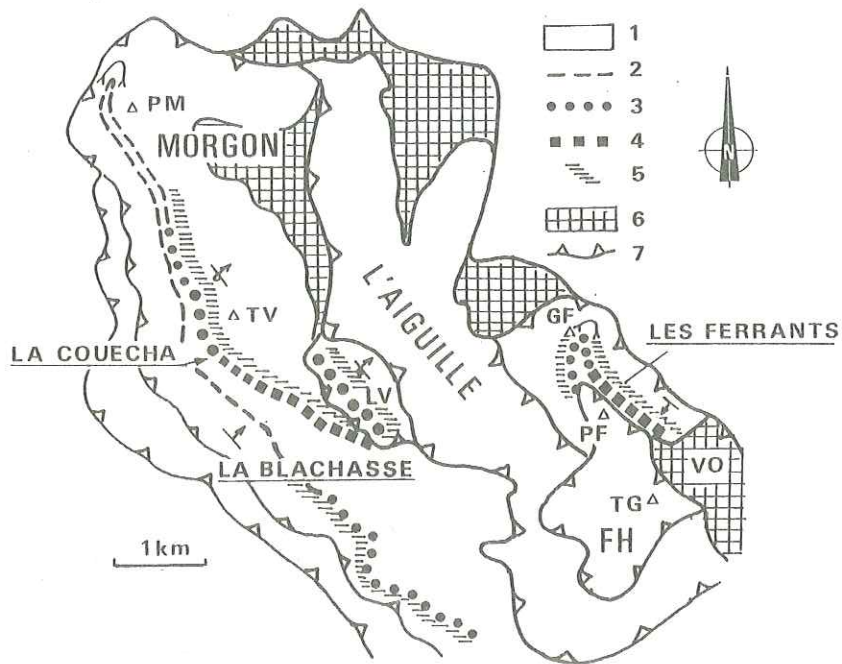 1
2
3
4
5
6
7
N
PM
MORGON
L'AIGUILLE
TV
GF
LES FERRANTS
LA COUECHA
LV
PF
VO
LA BLACHASSE
TG
FH
1km